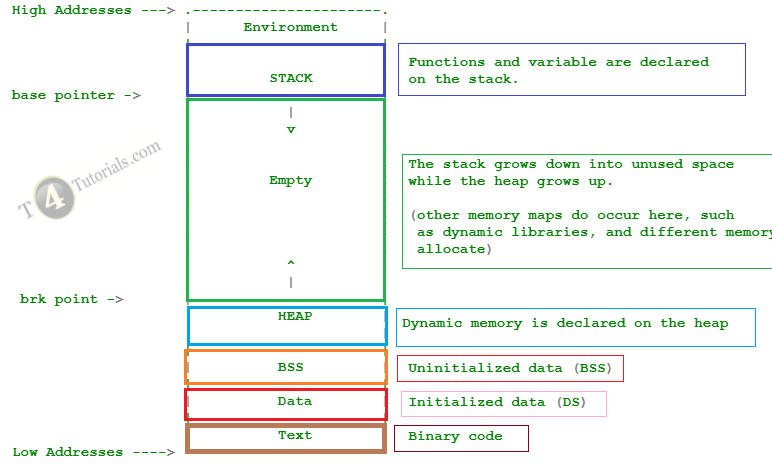 High Addresses ---> .---------------------.
| Environment |
STACK
Functions and variable are declared
on the stack.
base pointer ->
|
v
T4Tutorials.com
Empty
The stack grows down into unused space
while the heap grows up.
(other memory maps do occur here, such
as dynamic libraries, and different memory
allocate)
^
|
brk point ->
HEAP
Dynamic memory is declared on the heap
BSS
Uninitialized data (BSS)
Data
Initialized data (DS)
Text
Binary code
Low Addresses ---->